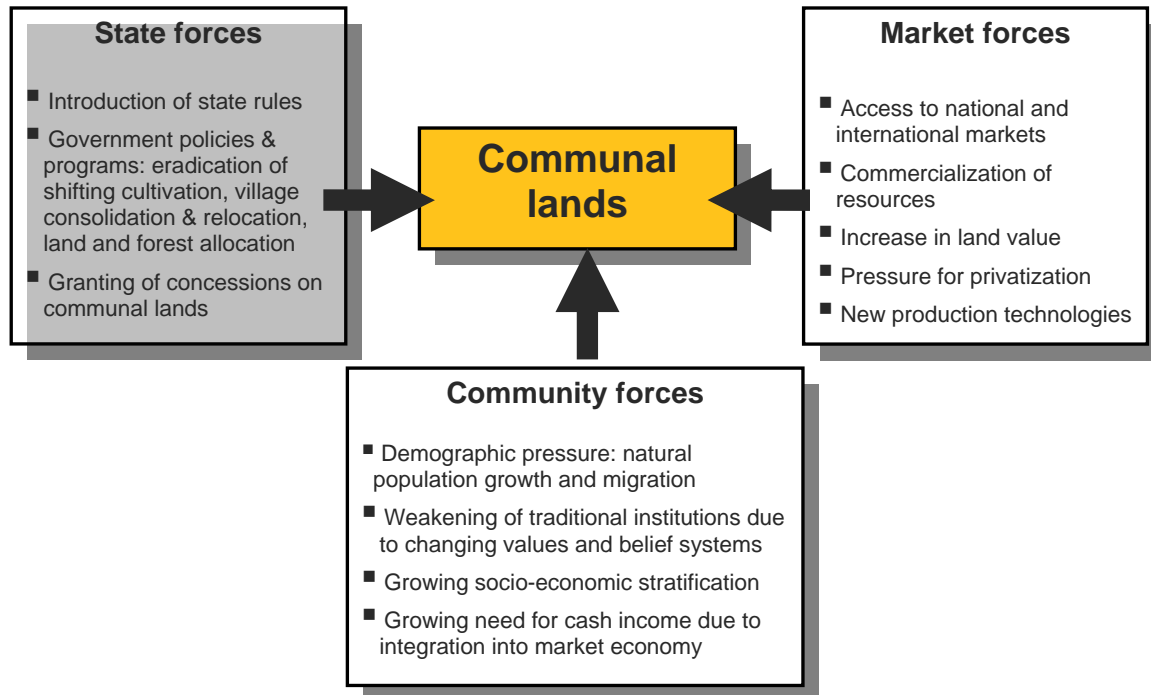 State forces
▪ Introduction of state rules
▪ Government policies &
programs: eradication of
shifting cultivation, village
consolidation & relocation,
land and forest allocation
▪ Granting of concessions on
communal lands
Communal
lands
Market forces
▪ Access to national and
international markets
▪ Commercialization of
resources
▪ Increase in land value
▪ Pressure for privatization
▪ New production technologies
Community forces
▪ Demographic pressure: natural
population growth and migration
▪ Weakening of traditional institutions due
to changing values and belief systems
▪ Growing socio-economic stratification
▪ Growing need for cash income due to
integration into market economy